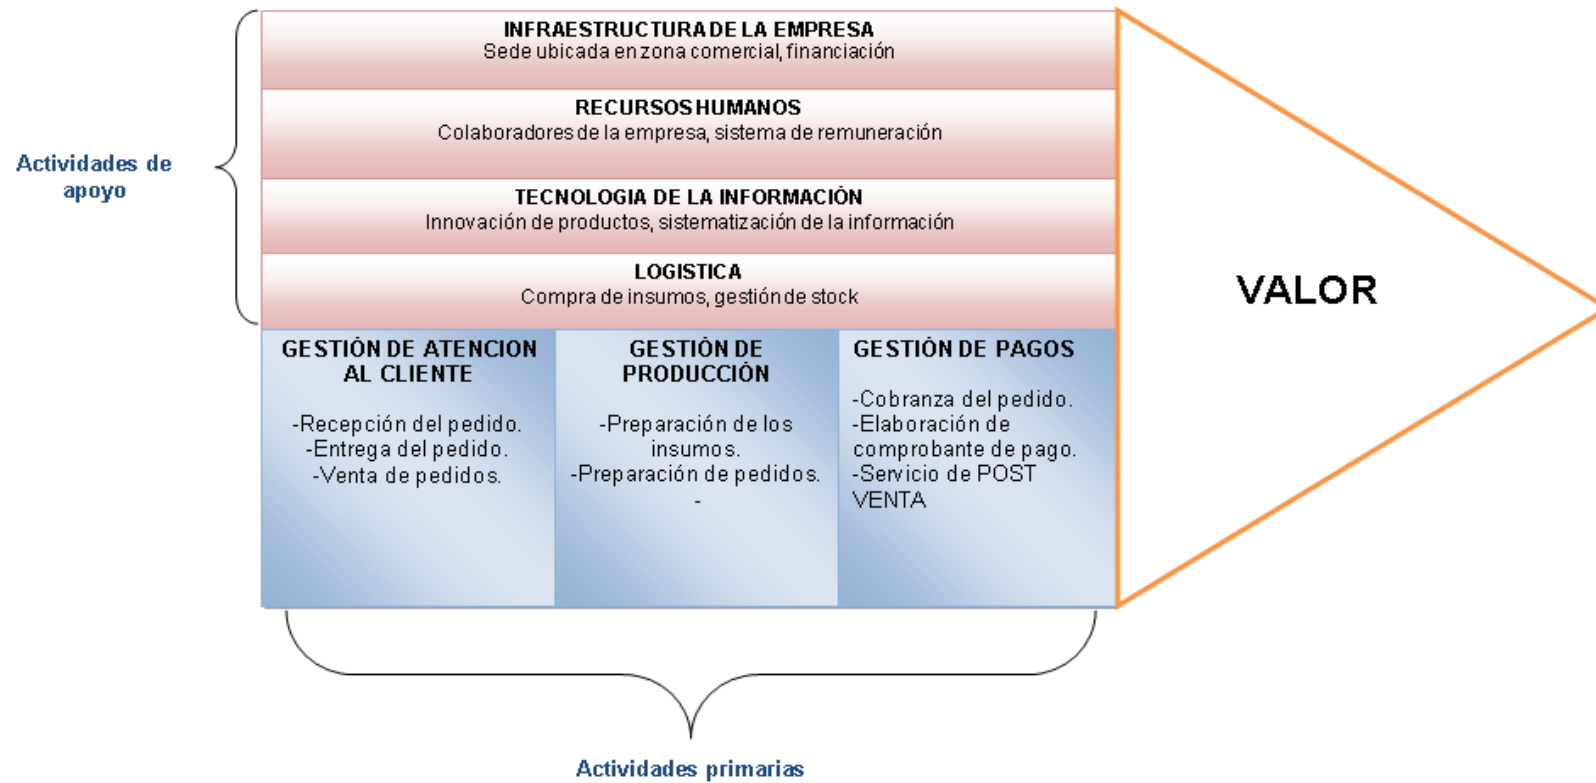 INFRAESTRUCTURA DE LA EMPRESA
Sede ubicada en zona comercial, financiación
RECURSOS HUMANOS
Colaboradores de la empresa, sistema de remuneración
Actividades de
apoyo
TECNOLOGIA DE LA INFORMACIÓN
Innovación de productos, sistematización de la información
LOGISTICA
Compra de insumos, gestión de stock
VALOR
GESTIÓN DE ATENCION
AL CLIENTE
-Recepción del pedido.
-Entrega del pedido.
-Venta de pedidos.
GESTIÓN DE
PRODUCCIÓN
-Preparación de los
insumos.
-Preparación de pedidos.
-
GESTIÓN DE PAGOS
-Cobranza del pedido.
-Elaboración de
comprobante de pago.
-Servicio de POST
VENTA
Actividades primarias